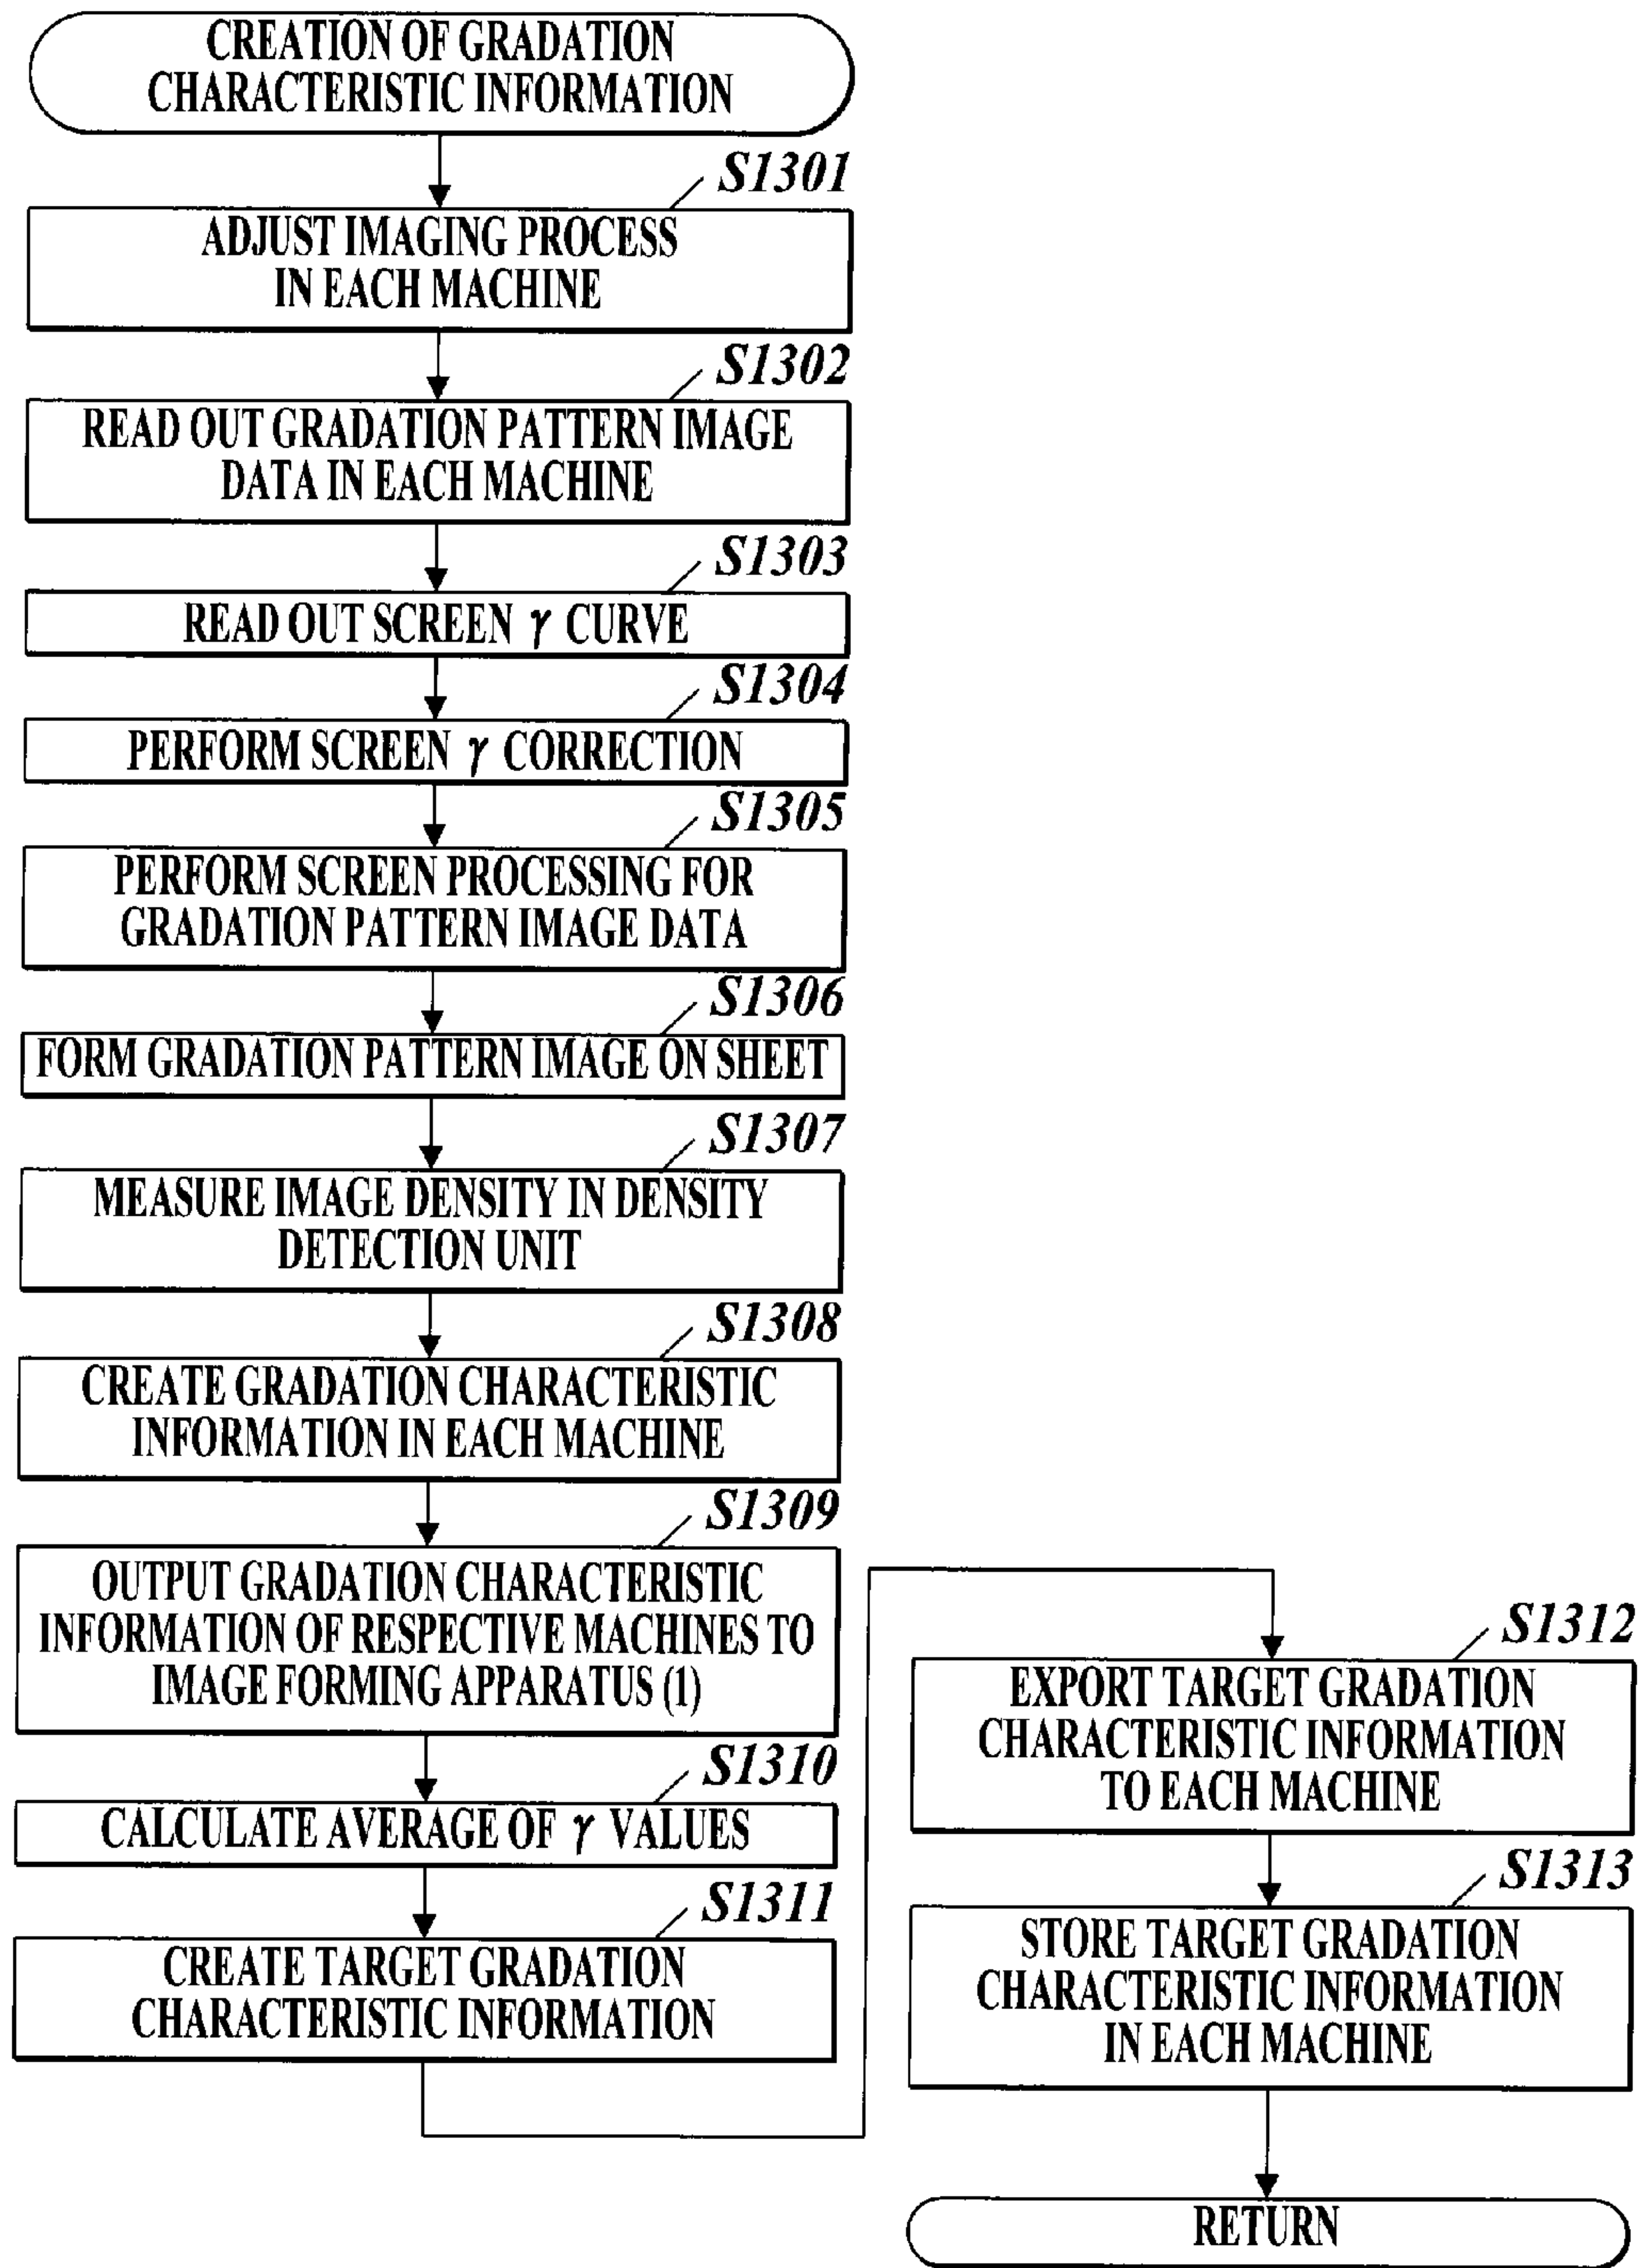 CREATION OF GRADATION
CHARACTERISTIC INFORMATION
S1301
ADJUST IMAGING PROCESS
IN EACH MACHINE
S1302
READ OUT GRADATION PATTERN IMAGE
DATA IN EACH MACHINE
S1303
READ OUT SCREEN γ CURVE
S1304
PERFORM SCREEN γ CORRECTION
S1305
PERFORM SCREEN PROCESSING FOR
GRADATION PATTERN IMAGE DATA
S1306
FORM GRADATION PATTERN IMAGE ON SHEET
S1307
MEASURE IMAGE DENSITY IN DENSITY
DETECTION UNIT
S1308
CREATE GRADATION CHARACTERISTIC
INFORMATION IN EACH MACHINE
S1309
OUTPUT GRADATION CHARACTERISTIC
INFORMATION OF RESPECTIVE MACHINES TO
IMAGE FORMING APPARATUS (1)
S1310
CALCULATE AVERAGE OF γ VALUES
S1311
CREATE TARGET GRADATION
CHARACTERISTIC INFORMATION
S1312
EXPORT TARGET GRADATION
CHARACTERISTIC INFORMATION
TO EACH MACHINE
S1313
STORE TARGET GRADATION
CHARACTERISTIC INFORMATION
IN EACH MACHINE
RETURN